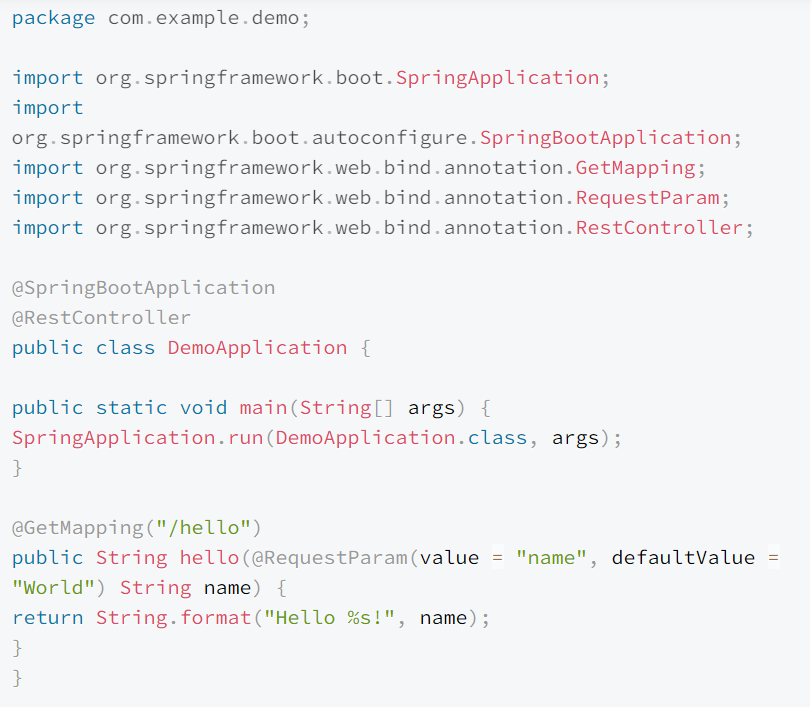 package com.example.demo;
import org.springframework.boot.SpringApplication;
import
org.springframework.boot.autoconfigure.SpringBootApplication;
import org.springframework.web.bind.annotation.GetMapping;
import org.springframework.web.bind.annotation.RequestParam;
import org.springframework.web.bind.annotation.RestController;
@SpringBootApplication
@RestController
public class DemoApplication {
public static void main(String[] args) {
SpringApplication.run(DemoApplication.class, args);
}
@GetMapping("/hello")
public String hello(@RequestParam(value = "name", defaultValue =
"World") String name) {
return String.format("Hello %s!", name);
}
}